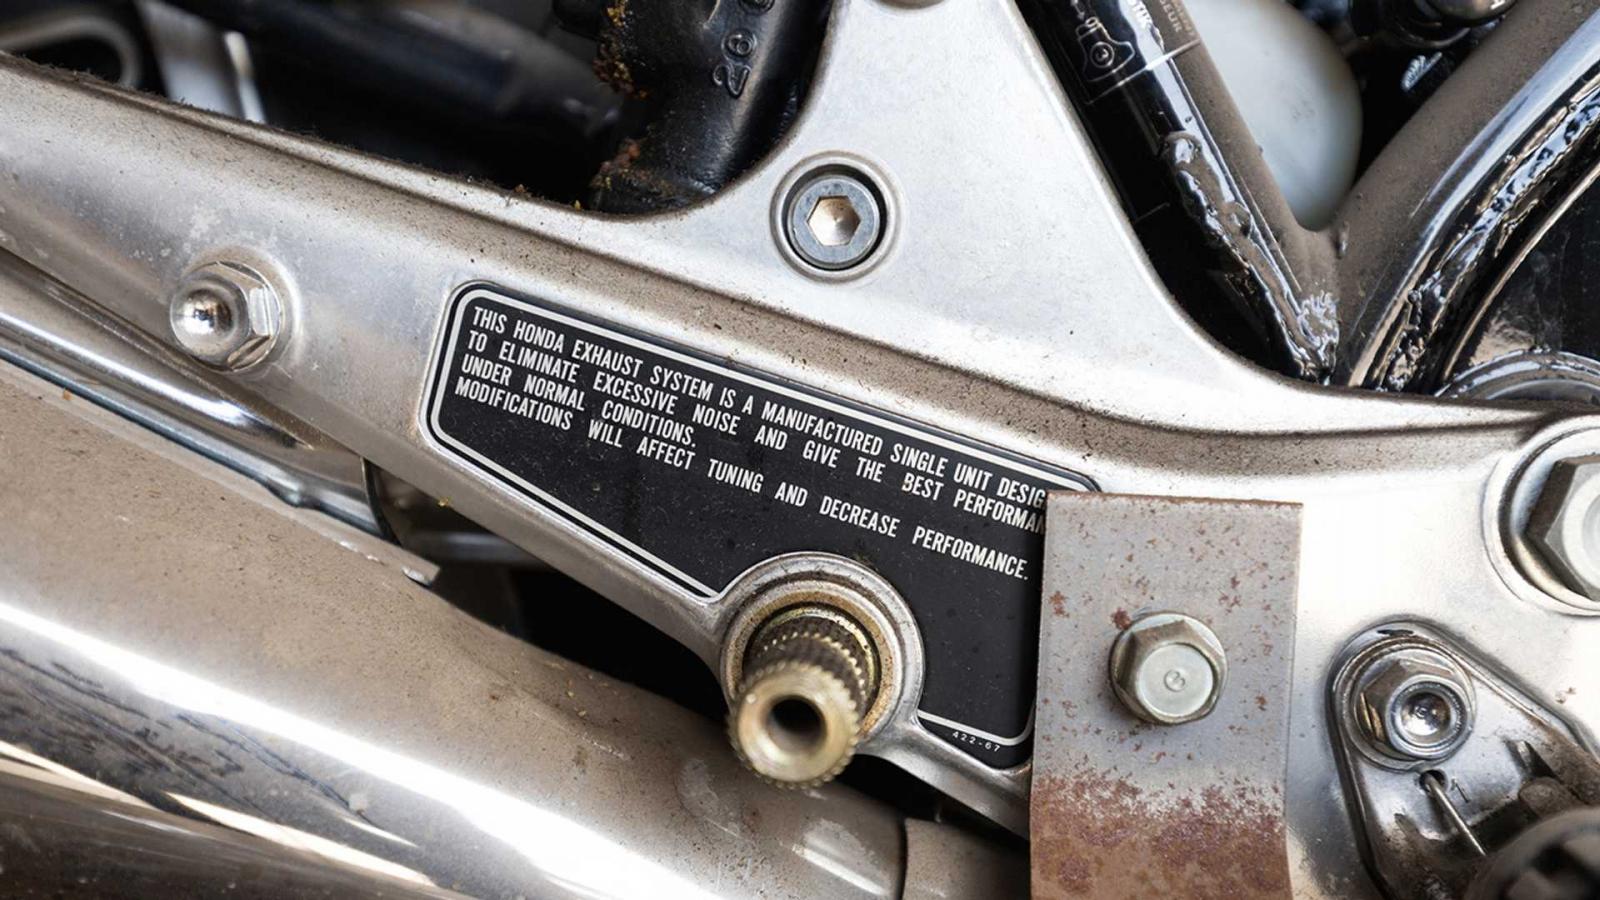 THIS HONDA EXHAUST SYSTEM IS A MANUFACTURED SINGLE UNIT DESIG
TO ELIMINATE EXCESSIVE NOISE AND GIVE THE BEST PERFORMAN
UNDER NORMAL CONDITIONS.
MODIFICATIONS WILL AFFECT TUNING AND DECREASE PERFORMANCE.
422-67